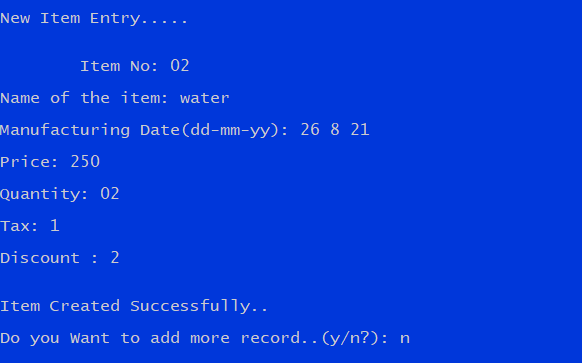 New Item Entry.....
Item No: 02
Name of the item: water
Manufacturing Date(dd-mm-yy): 26 8 21
Price: 250
Quantity: 02
Tax: 1
Discount : 2
Item Created Successfully..
Do you Want to add more record..(y/n?): n